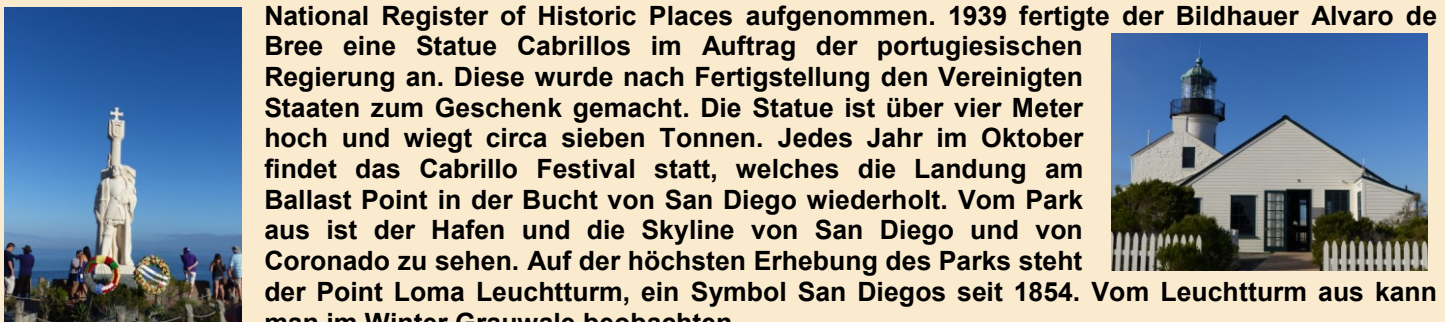 National Register of Historic Places aufgenommen. 1939 fertigte der Bildhauer Alvaro de
Bree eine Statue Cabrillos im Auftrag der portugiesischen
Regierung an. Diese wurde nach Fertigstellung den Vereinigten
Staaten zum Geschenk gemacht. Die Statue ist über vier Meter
hoch und wiegt circa sieben Tonnen. Jedes Jahr im Oktober
findet das Cabrillo Festival statt, welches die Landung am
Ballast Point in der Bucht von San Diego wiederholt. Vom Park
aus ist der Hafen und die Skyline von San Diego und von
Coronado zu sehen. Auf der höchsten Erhebung des Parks steht
der Point Loma Leuchtturm, ein Symbol San Diegos seit 1854. Vom Leuchtturm aus kann
man im Winter Grauwale beobachten